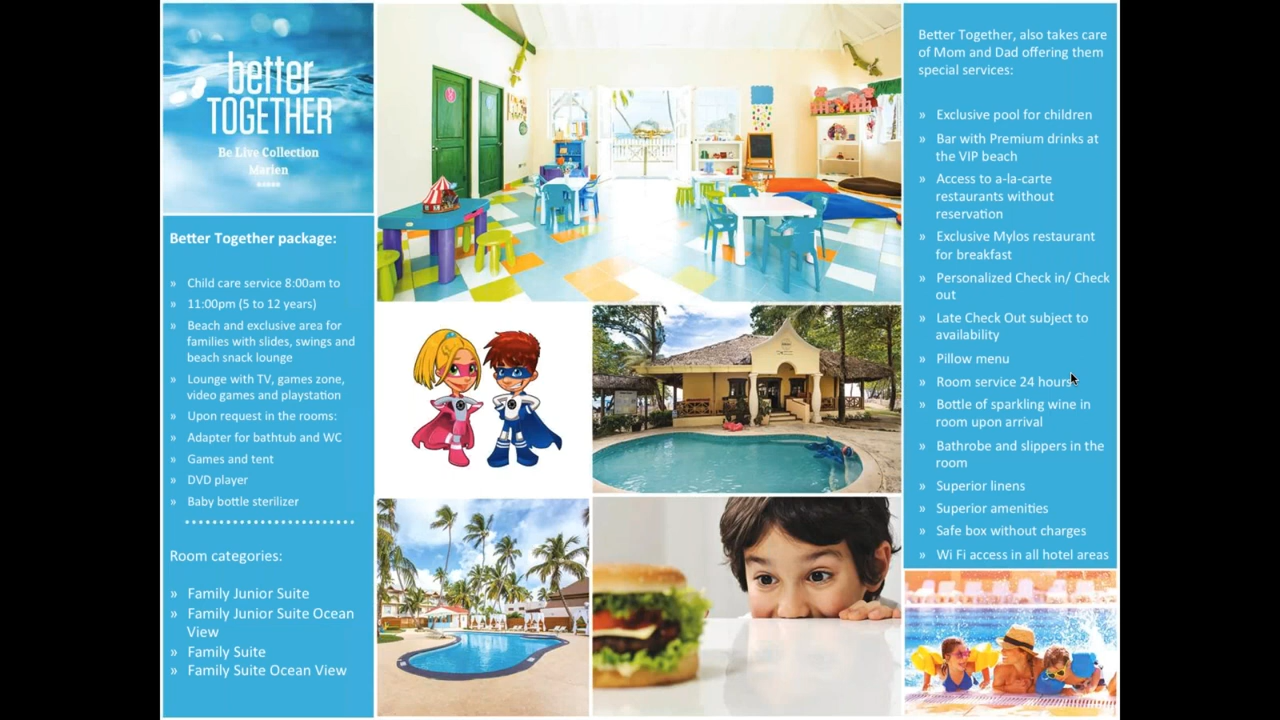 better
TOGETHER
Be Live Collection
Marien
Better Together package:
» Child care service 8:00am to
» 11:00pm (5 to 12 years)
» Beach and exclusive area for
families with slides, swings and
beach snack lounge
» Lounge with TV, games zone,
video games and playstation
» Upon request in the rooms:
» Adapter for bathtub and WC
» Games and tent
» DVD player
» Baby bottle sterilizer
Room categories:
» Family Junior Suite
» Family Junior Suite Ocean
View
» Family Suite
» Family Suite Ocean View
Better Together, also takes care
of Mom and Dad offering them
special services:
» Exclusive pool for children
» Bar with Premium drinks at
the VIP beach
» Access to a-la-carte
restaurants without
reservation
» Exclusive Mylos restaurant
for breakfast
» Personalized Check in/ Check
out
» Late Check Out subject to
availability
» Pillow menu
» Room service 24 hours
» Bottle of sparkling wine in
room upon arrival
» Bathrobe and slippers in the
room
» Superior linens
» Superior amenities
» Safe box without charges
» Wi Fi access in all hotel areas